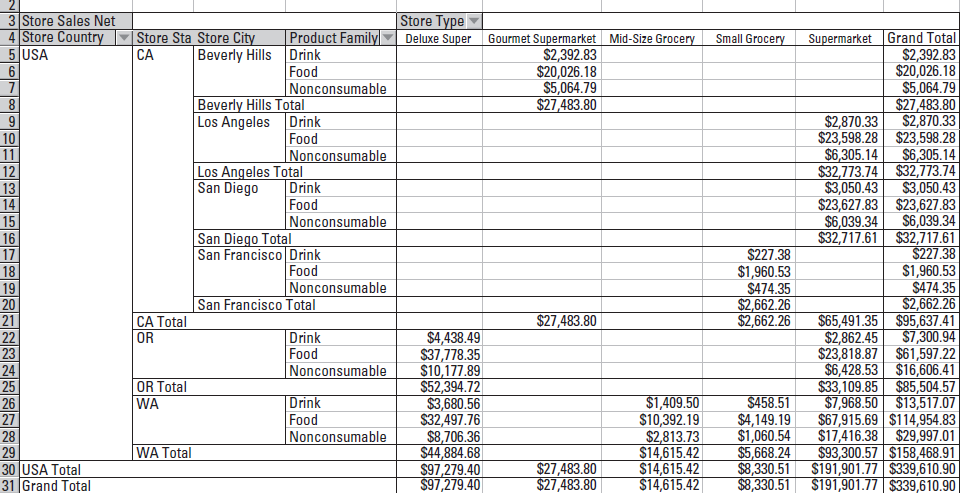 2
3 Store Sales Net Store Type
4 Store Country Store Sta Store City Product Family Deluxe Super Gourmet Supermarket Mid-Size Grocery Small Grocery Supermarket Grand Total
5 USA CA Beverly Hills Drink $2,392.83 $2,392.83
6 Food $20,026.18 $20,026.18
7 Nonconsumable $5,064.79 $5,064.79
8 Beverly Hills Total $27,483.80 $27,483.80
9 Los Angeles Drink $2,870.33 $2,870.33
10 Food $23,598.28 $23,598.28
11 Nonconsumable $6,305.14 $6,305.14
12 Los Angeles Total $32,773.74 $32,773.74
13 San Diego Drink $3,050.43 $3,050.43
14 Food $23,627.83 $23,627.83
15 Nonconsumable $6,039.34 $6,039.34
16 San Diego Total $32,717.61 $32,717.61
17 San Francisco Drink $227.38 $227.38
18 Food $1,960.53 $1,960.53
19 Nonconsumable $474.35 $474.35
20 San Francisco Total $2,662.26 $2,662.26
21 CA Total $27,483.80 $2,662.26 $65,491.35 $95,637.41
22 OR Drink $4,438.49 $2,862.45 $7,300.94
23 Food $37,778.35 $23,818.87 $61,597.22
24 Nonconsumable $10,177.89 $6,428.53 $16,606.41
25 OR Total $52,394.72 $33,109.85 $85,504.57
26 WA Drink $3,680.56 $1,409.50 $458.51 $7,968.50 $13,517.07
27 Food $32,497.76 $10,392.19 $4,149.19 $67,915.69 $114,954.83
28 Nonconsumable $8,706.36 $2,813.73 $1,060.54 $17,416.38 $29,997.01
29 WA Total $44,884.68 $14,615.42 $5,668.24 $93,300.57 $158,468.91
30 USA Total $97,279.40 $27,483.80 $14,615.42 $8,330.51 $191,901.77 $339,610.90
31 Grand Total $97,279.40 $27,483.80 $14,615.42 $8,330.51 $191,901.77 $339,610.90